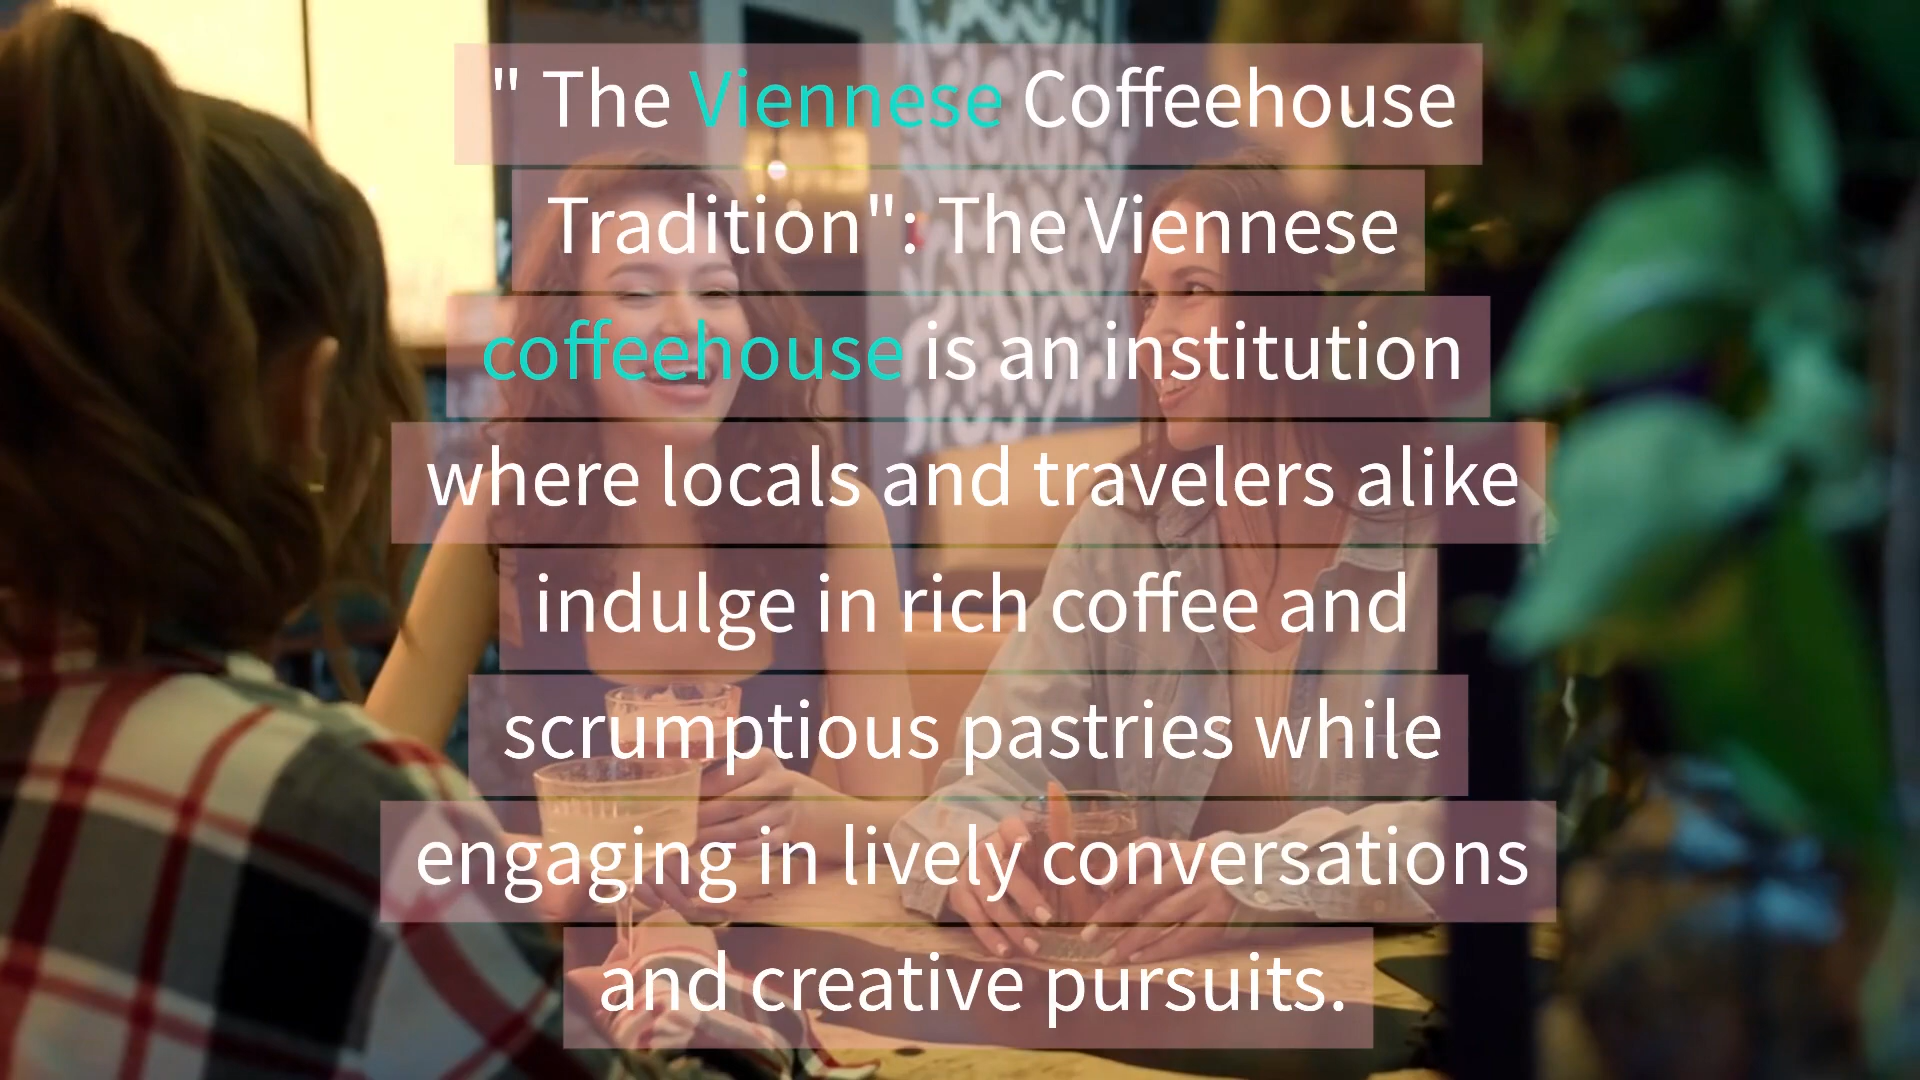 " The Viennese Coffeehouse
Tradition": The Viennese
coffeehouse is an institution
where locals and travelers alike
indulge in rich coffee and
scrumptious pastries while
engaging in lively conversations
and creative pursuits.